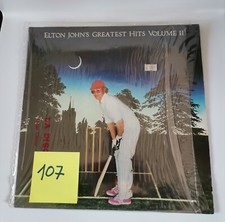 ELTON JOHN'S GREATEST HITS VOLUME II
107